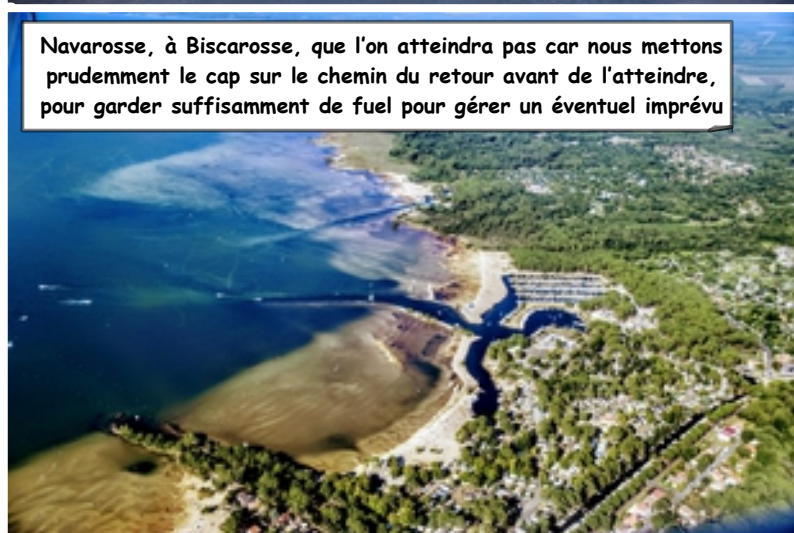 Navarosse, à Biscarosse, que l'on atteindra pas car nous mettons
prudemment le cap sur le chemin du retour avant de l'atteindre,
pour garder suffisamment de fuel pour gérer un éventuel imprévu